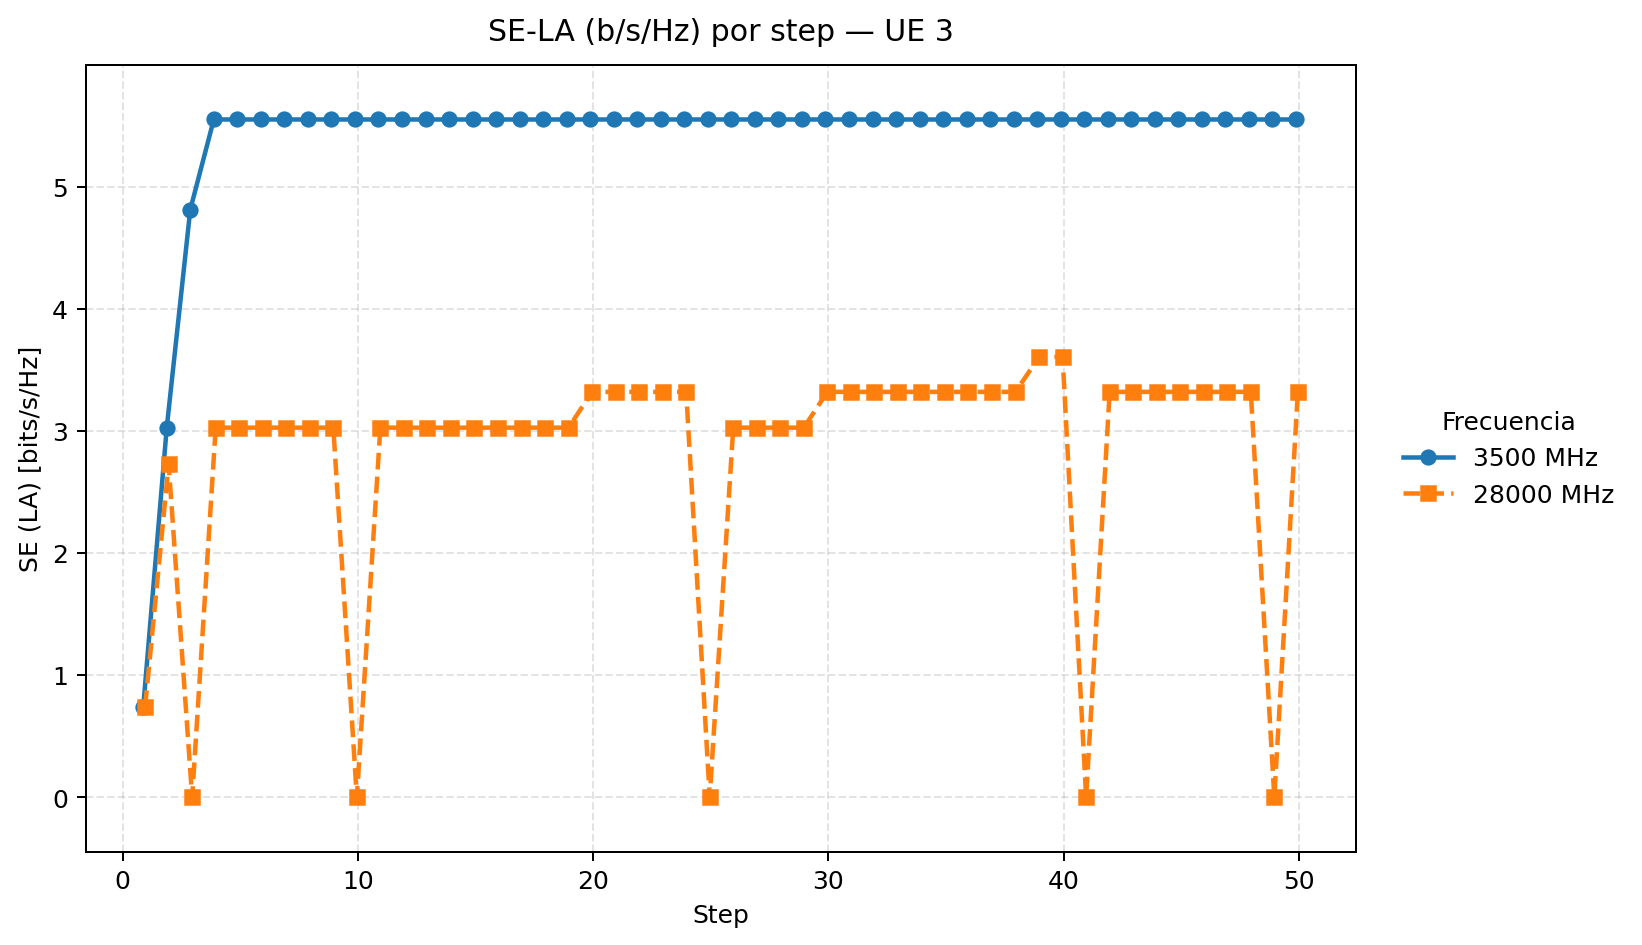 SE-LA (b/s/Hz) por step — UE 3
SE (LA) [bits/s/Hz]
5
4
3
2
1
0
0 10 20 30 40 50
Step
Frecuencia
3500 MHz
28000 MHz